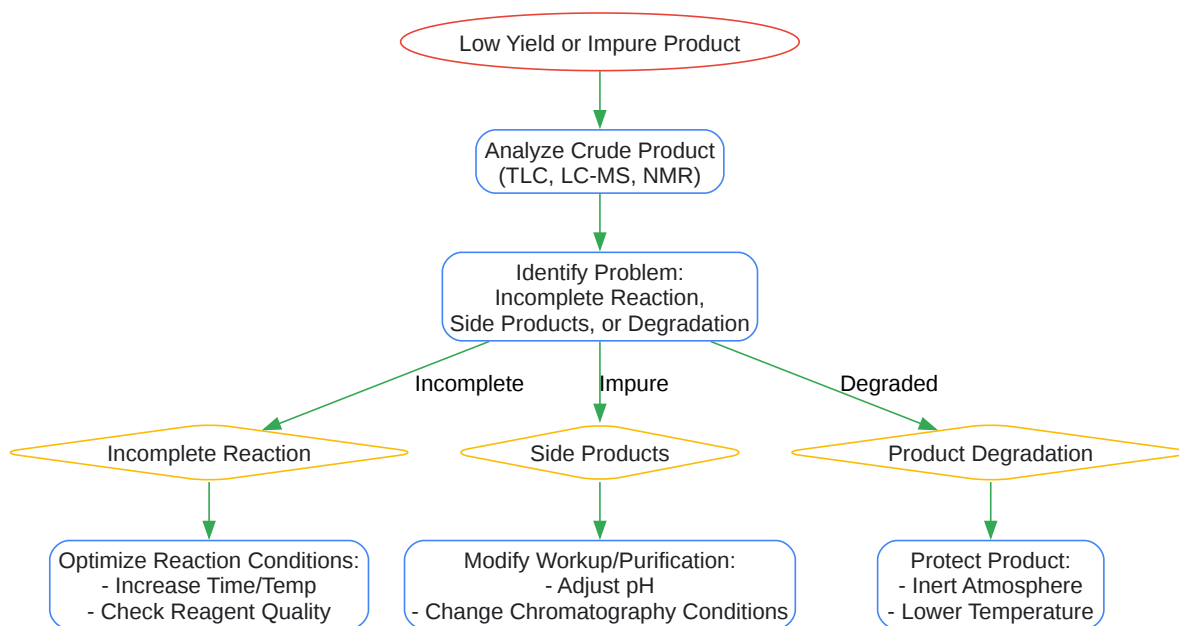 Low Yield or Impure Product
Analyze Crude Product
(TLC, LC-MS, NMR)
Identify Problem:
Incomplete Reaction,
Side Products, or Degradation
Incomplete
Impure
Degraded
Incomplete Reaction
Side Products
Product Degradation
Optimize Reaction Conditions:
- Increase Time/Temp
- Check Reagent Quality
Modify Workup/Purification:
- Adjust pH
- Change Chromatography Conditions
Protect Product:
- Inert Atmosphere
- Lower Temperature